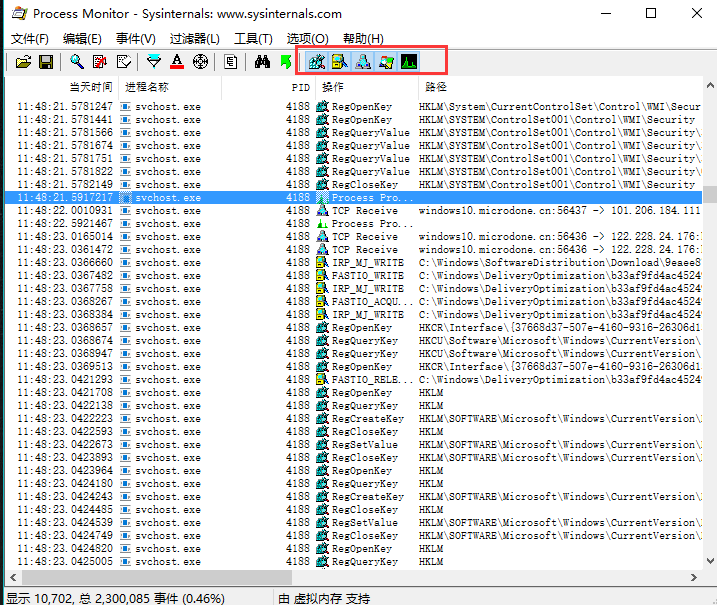 Process Monitor - Sysinternals: www.sysinternals.com
文件(F) 编辑(E) 事件(V) 过滤器(L) 工具(T) 选项(O) 帮助(H)
当天时间 进程名称 PID 操作 路径
11:48:21.5781247 svchost.exe 4188 RegOpenKey HKLM\System\CurrentControlSet\Control\WMI\Secur
11:48:21.5781441 svchost.exe 4188 RegOpenKey HKLM\SYSTEM\ControlSet001\Control\WMI\Security
11:48:21.5781566 svchost.exe 4188 RegQueryValue HKLM\SYSTEM\ControlSet001\Control\WMI\Security\
11:48:21.5781674 svchost.exe 4188 RegQueryValue HKLM\SYSTEM\ControlSet001\Control\WMI\Security\
11:48:21.5781751 svchost.exe 4188 RegQueryValue HKLM\SYSTEM\ControlSet001\Control\WMI\Security\
11:48:21.5781822 svchost.exe 4188 RegQueryValue HKLM\SYSTEM\ControlSet001\Control\WMI\Security\
11:48:21.5782149 svchost.exe 4188 RegCloseKey HKLM\SYSTEM\ControlSet001\Control\WMI\Security
11:48:21.5917217 svchost.exe 4188 Process Pro...
11:48:22.0010931 svchost.exe 4188 TCP Receive windows10.microdone.cn:56437 -> 101.206.184.111
11:48:22.5921467 svchost.exe 4188 Process Pro...
11:48:23.0165014 svchost.exe 4188 TCP Receive windows10.microdone.cn:56436 -> 122.228.24.176:
11:48:23.0361472 svchost.exe 4188 TCP Receive windows10.microdone.cn:56436 -> 122.228.24.176:
11:48:23.0366660 svchost.exe 4188 IRP_MJ_WRITE C:\Windows\SoftwareDistribution\Download\9eaee8
11:48:23.0367482 svchost.exe 4188 FASTIO_WRITE C:\Windows\DeliveryOptimization\b33af9fd4ac4524
11:48:23.0367758 svchost.exe 4188 IRP_MJ_WRITE C:\Windows\DeliveryOptimization\b33af9fd4ac4524
11:48:23.0368267 svchost.exe 4188 FASTIO_ACQU... C:\Windows\DeliveryOptimization\b33af9fd4ac4524
11:48:23.0368384 svchost.exe 4188 IRP_MJ_WRITE C:\Windows\DeliveryOptimization\b33af9fd4ac4524
11:48:23.0368657 svchost.exe 4188 RegOpenKey HKCR\Interface\{37668d37-507e-4160-9316-26306d1
11:48:23.0368674 svchost.exe 4188 RegQueryKey HKCU\Software\Microsoft\Windows\CurrentVersion\
11:48:23.0368947 svchost.exe 4188 RegQueryKey HKCU\Software\Microsoft\Windows\CurrentVersion\
11:48:23.0369513 svchost.exe 4188 RegOpenKey HKCR\Interface\{37668d37-507e-4160-9316-26306d1
11:48:23.0421293 svchost.exe 4188 FASTIO_RELE... C:\Windows\DeliveryOptimization\b33af9fd4ac4524
11:48:23.0421708 svchost.exe 4188 RegOpenKey HKLM
11:48:23.0422138 svchost.exe 4188 RegQueryKey HKLM
11:48:23.0422223 svchost.exe 4188 RegCreateKey HKLM\SOFTWARE\Microsoft\Windows\CurrentVersion\
11:48:23.0422593 svchost.exe 4188 RegCloseKey HKLM
11:48:23.0422673 svchost.exe 4188 RegSetValue HKLM\SOFTWARE\Microsoft\Windows\CurrentVersion\
11:48:23.0423893 svchost.exe 4188 RegCloseKey HKLM\SOFTWARE\Microsoft\Windows\CurrentVersion\
11:48:23.0423964 svchost.exe 4188 RegOpenKey HKLM
11:48:23.0424180 svchost.exe 4188 RegQueryKey HKLM
11:48:23.0424243 svchost.exe 4188 RegCreateKey HKLM\SOFTWARE\Microsoft\Windows\CurrentVersion\
11:48:23.0424485 svchost.exe 4188 RegCloseKey HKLM
11:48:23.0424539 svchost.exe 4188 RegSetValue HKLM\SOFTWARE\Microsoft\Windows\CurrentVersion\
11:48:23.0424749 svchost.exe 4188 RegCloseKey HKLM\SOFTWARE\Microsoft\Windows\CurrentVersion\
11:48:23.0424820 svchost.exe 4188 RegOpenKey HKLM
11:48:23.0425005 svchost.exe 4188 RegQueryKey HKLM
显示 10,702, 总 2,300,085 事件 (0.46%) 由 虚拟内存 支持